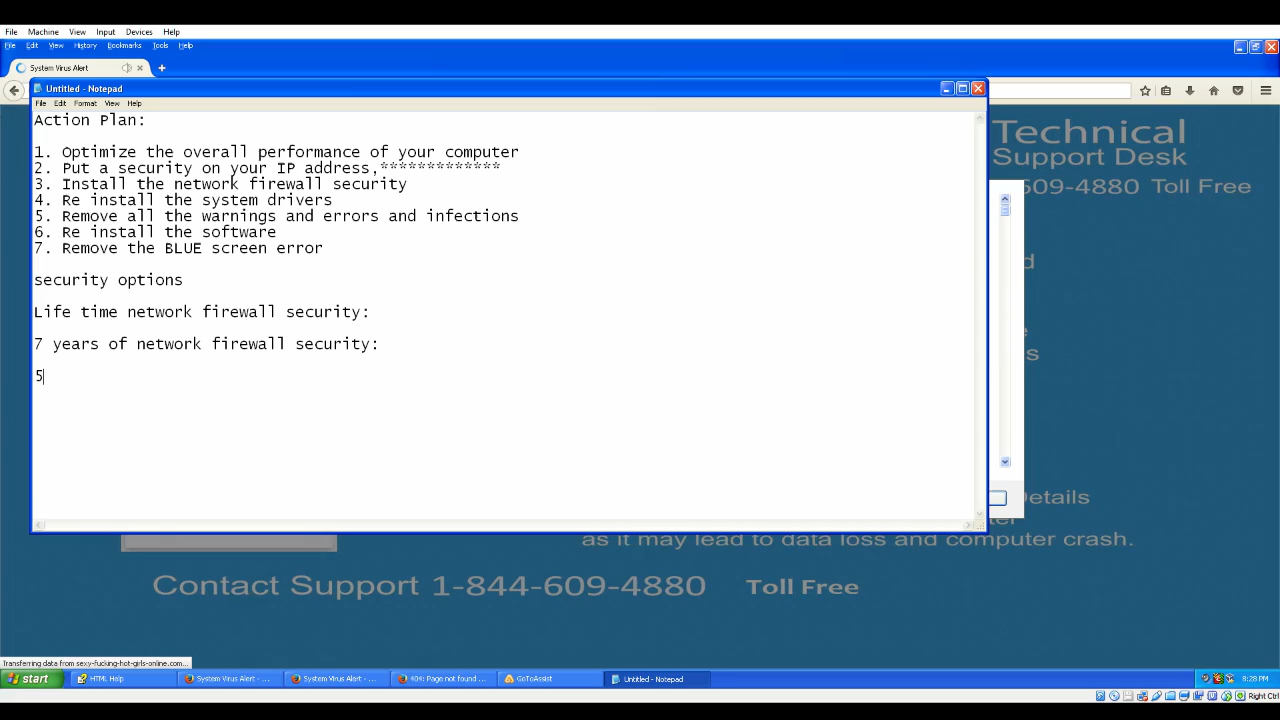 File Machine View Input Devices Help
File Edit View History Bookmarks Tools Help
System Virus Alert
Untitled - Notepad
File Edit Format View Help
Action Plan:
1. Optimize the overall performance of your computer
2. Put a security on your IP address,*************
3. Install the network firewall security
4. Re install the system drivers
5. Remove all the warnings and errors and infections
6. Re install the software
7. Remove the BLUE screen error
security options
Life time network firewall security:
7 years of network firewall security:
5
Technical
Support Desk
609-4880 Toll Free
Details
as it may lead to data loss and computer crash.
Contact Support 1-844-609-4880 Toll Free
Transferring data from sexy-fucking-hot-girls-online.com...
start HTML Help System Virus Alert - ... System Virus Alert - ... 404: Page not found ... GoToAssist Untitled - Notepad 8:28 PM
Right Ctrl